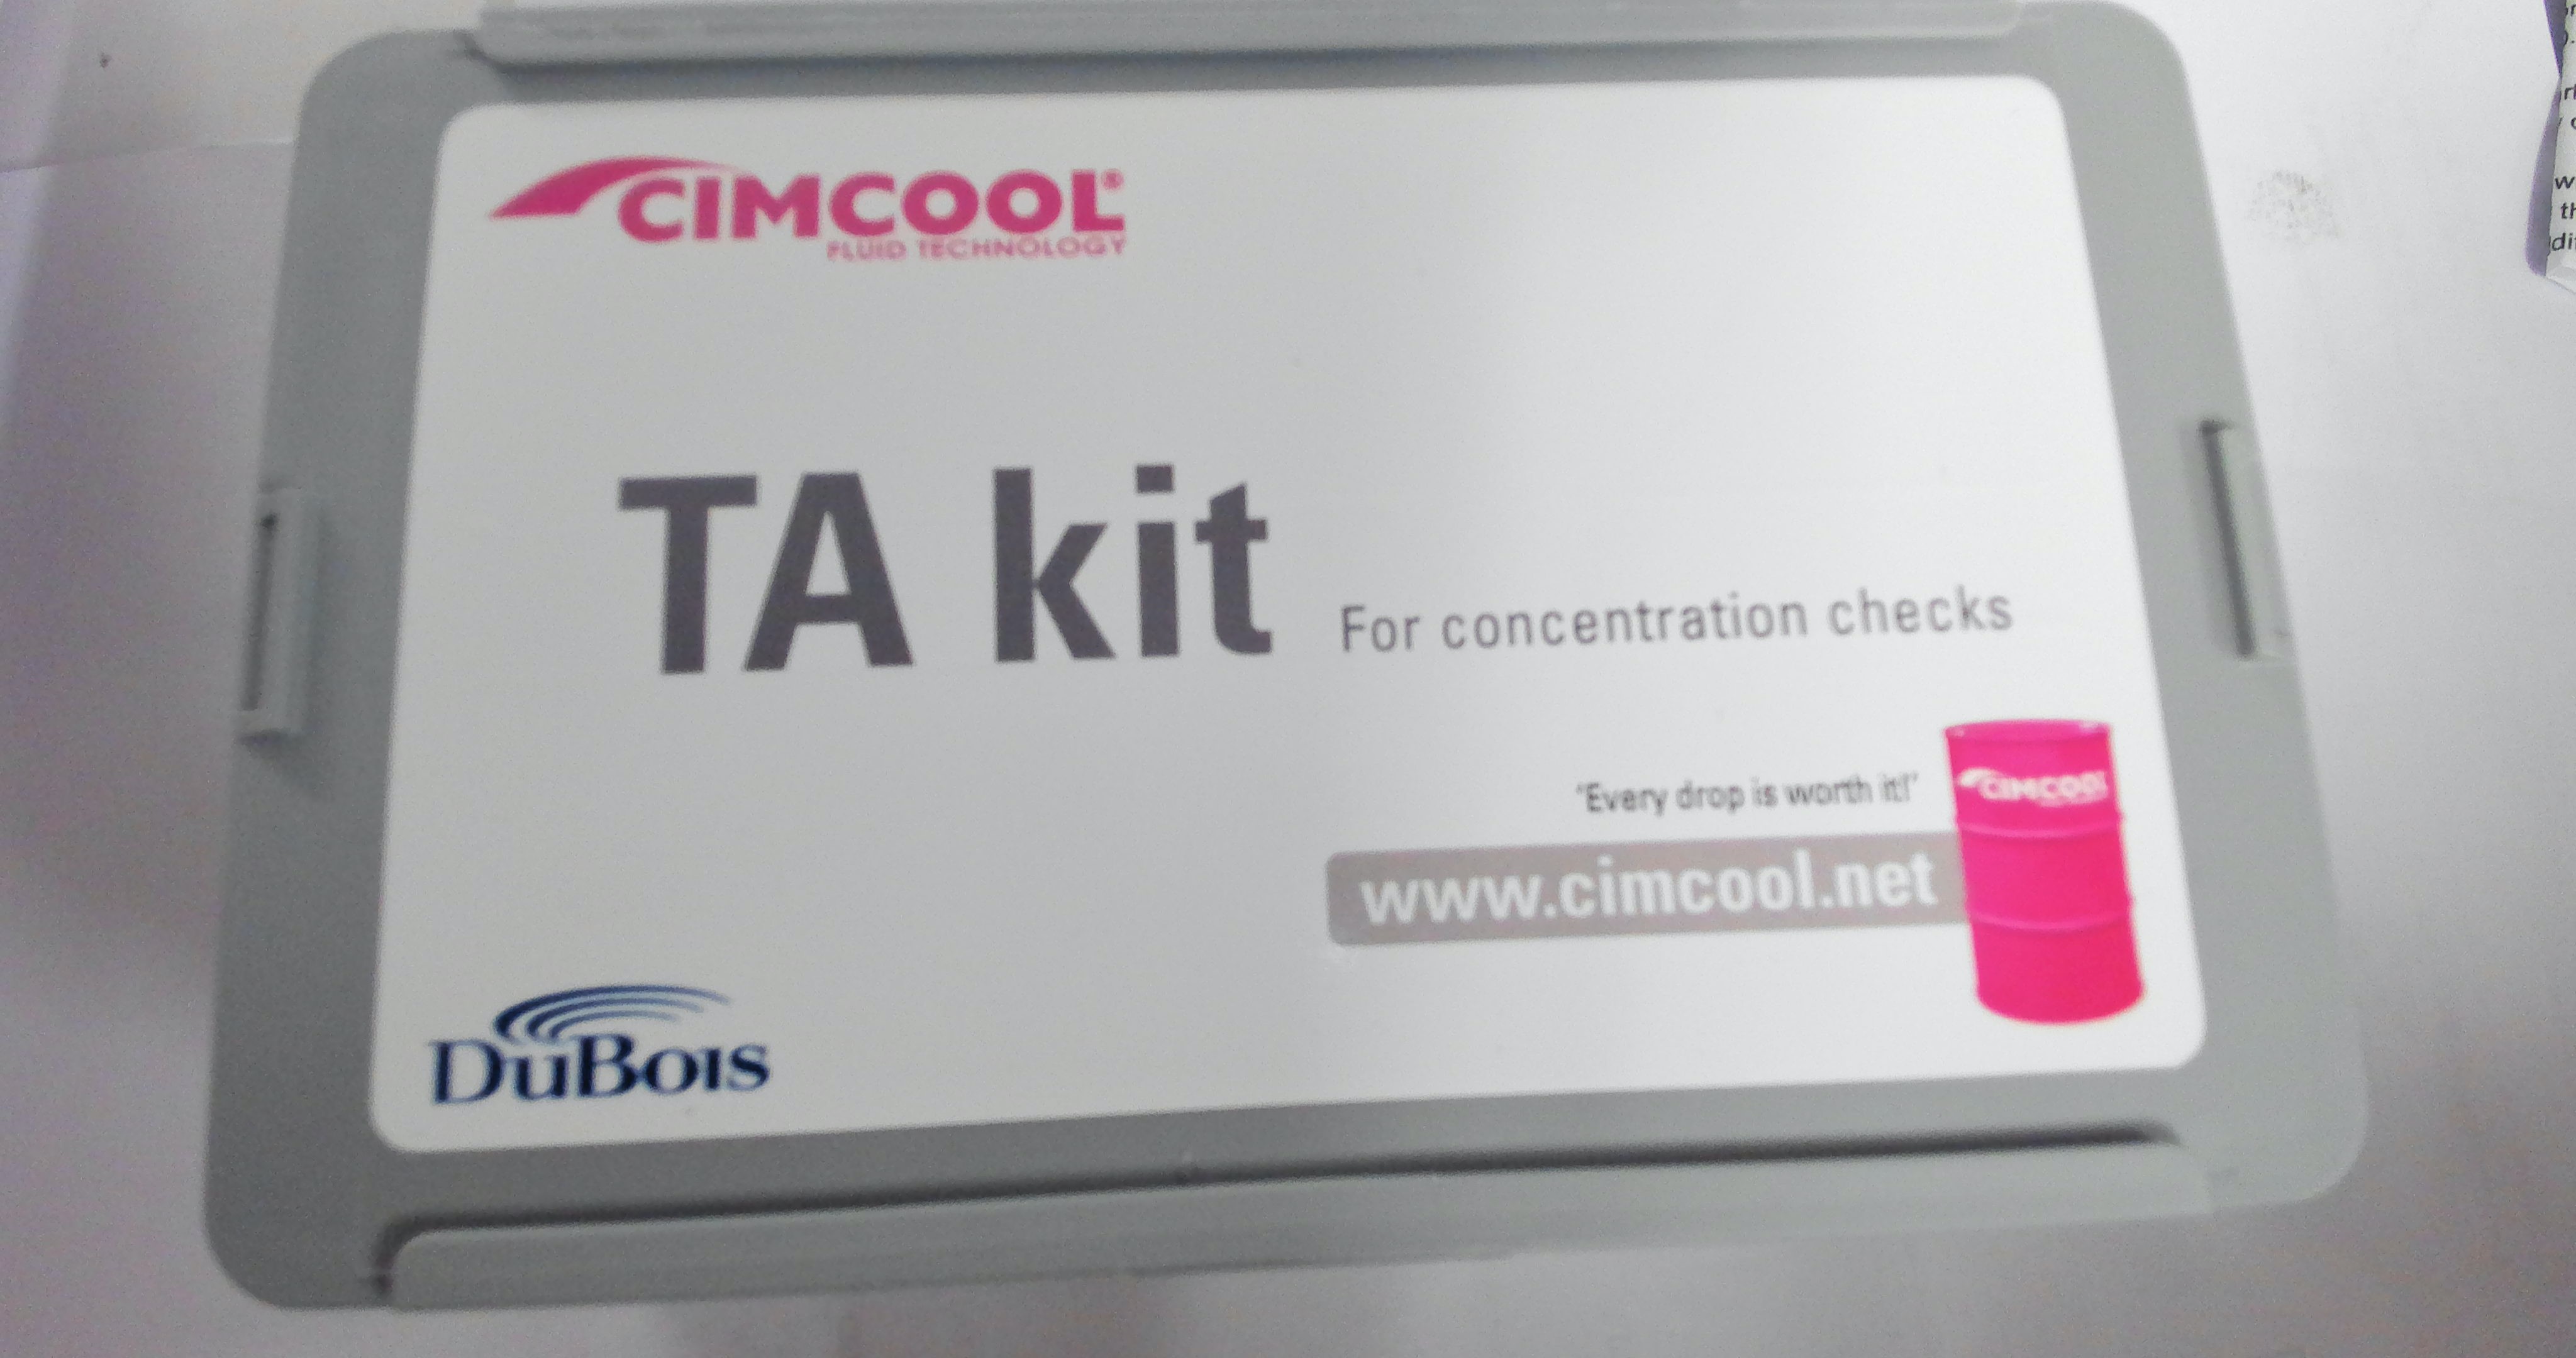 CIMCOOL®
FLUID TECHNOLOGY
TA kit For concentration checks
"Every drop is worth it!"
CIMCOOL
www.cimcool.net
DuBois